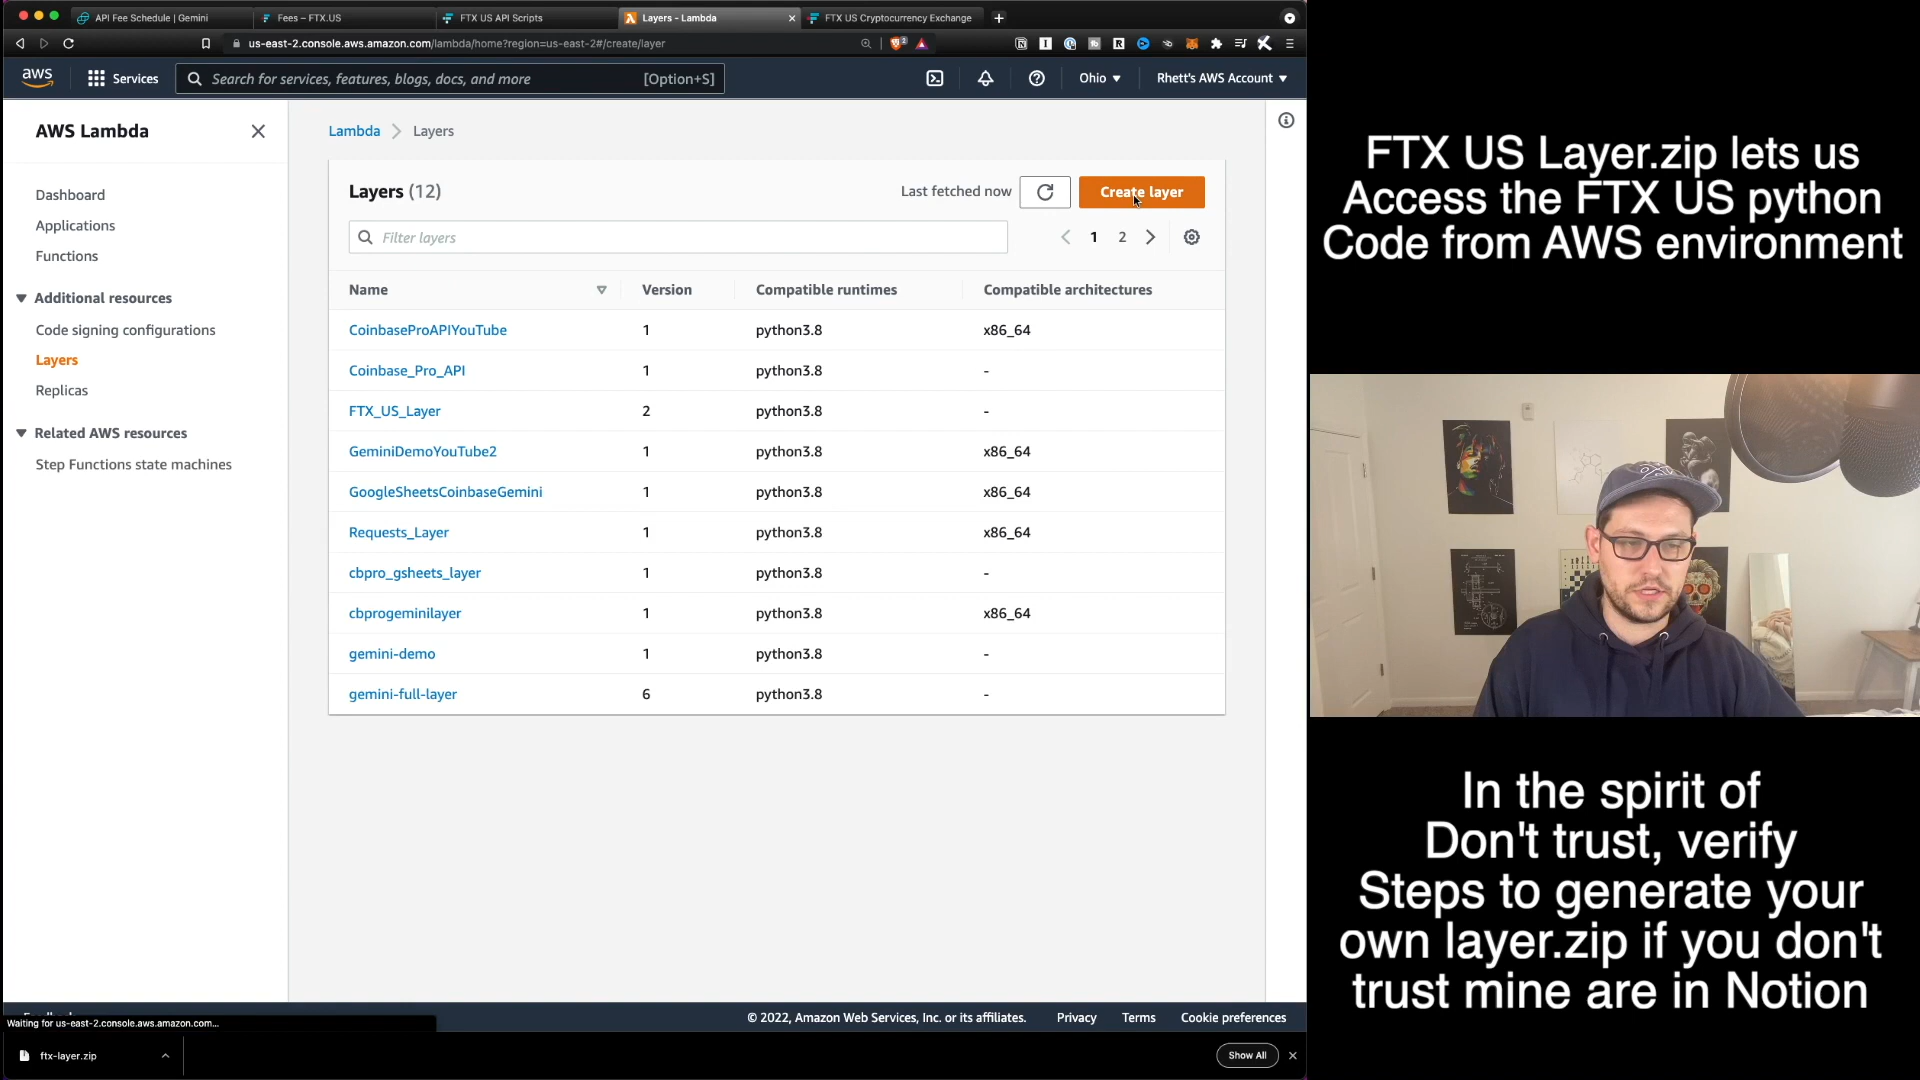 API Fee Schedule | Gemini
Fees – FTX.US
FTX US API Scripts
Layers - Lambda
FTX US Cryptocurrency Exchange
us-east-2.console.aws.amazon.com/lambda/home?region=us-east-2#/create/layer
aws
Services
Search for services, features, blogs, docs, and more
[Option+S]
Ohio
Rhett's AWS Account
AWS Lambda
Dashboard
Applications
Functions
Additional resources
Code signing configurations
Layers
Replicas
Related AWS resources
Step Functions state machines
Lambda > Layers
Layers (12)
Last fetched now
Create layer
Filter layers
1 2
Name Version Compatible runtimes Compatible architectures
CoinbaseProAPIYouTube 1 python3.8 x86_64
Coinbase_Pro_API 1 python3.8 -
FTX_US_Layer 2 python3.8 -
GeminiDemoYouTube2 1 python3.8 x86_64
GoogleSheetsCoinbaseGemini 1 python3.8 x86_64
Requests_Layer 1 python3.8 x86_64
cbpro_gsheets_layer 1 python3.8 -
cbprogeminilayer 1 python3.8 x86_64
gemini-demo 1 python3.8 -
gemini-full-layer 6 python3.8 -
© 2022, Amazon Web Services, Inc. or its affiliates.
Privacy
Terms
Cookie preferences
Waiting for us-east-2.console.aws.amazon.com...
ftx-layer.zip
Show All
FTX US Layer.zip lets us
Access the FTX US python
Code from AWS environment
In the spirit of
Don't trust, verify
Steps to generate your
own layer.zip if you don't
trust mine are in Notion